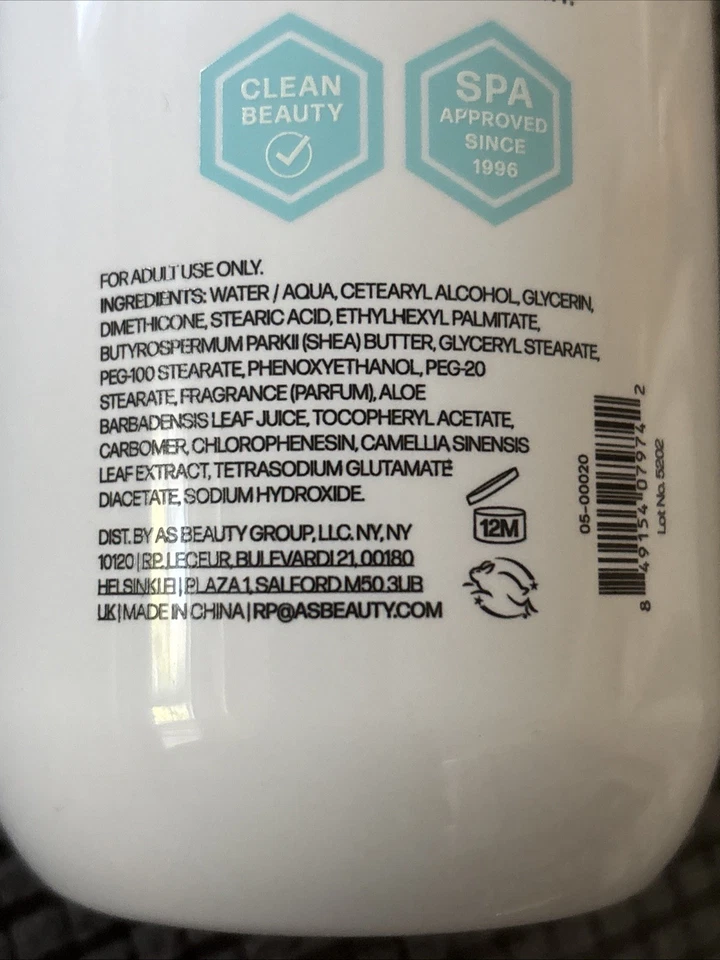 CLEAN
BEAUTY
SPA
APPROVED
SINCE
1996
FOR ADULT USE ONLY.
INGREDIENTS: WATER / AQUA, CETEARYL ALCOHOL, GLYCERIN,
DIMETHICONE, STEARIC ACID, ETHYLHEXYL PALMITATE,
BUTYROSPERMUM PARKII (SHEA) BUTTER, GLYCERYL STEARATE,
PEG-100 STEARATE, PHENOXYETHANOL, PEG-20
STEARATE, FRAGRANCE (PARFUM), ALOE
BARBADENSIS LEAF JUICE, TOCOPHERYL ACETATE,
CARBOMER, CHLOROPHENESIN, CAMELLIA SINENSIS
LEAF EXTRACT, TETRASODIUM GLUTAMATE
DIACETATE, SODIUM HYDROXIDE.
DIST. BY AS BEAUTY GROUP, LLC. NY, NY
10120 | RP. LEGEUR, BULEVARDI 21, 00180
HELSINKI, FI | PLAZA 1, SALFORD M50 3UB
UK | MADE IN CHINA | RP@ASBEAUTY.COM
12M
05-00020
8 49154 07974 2
Lot No. 5202